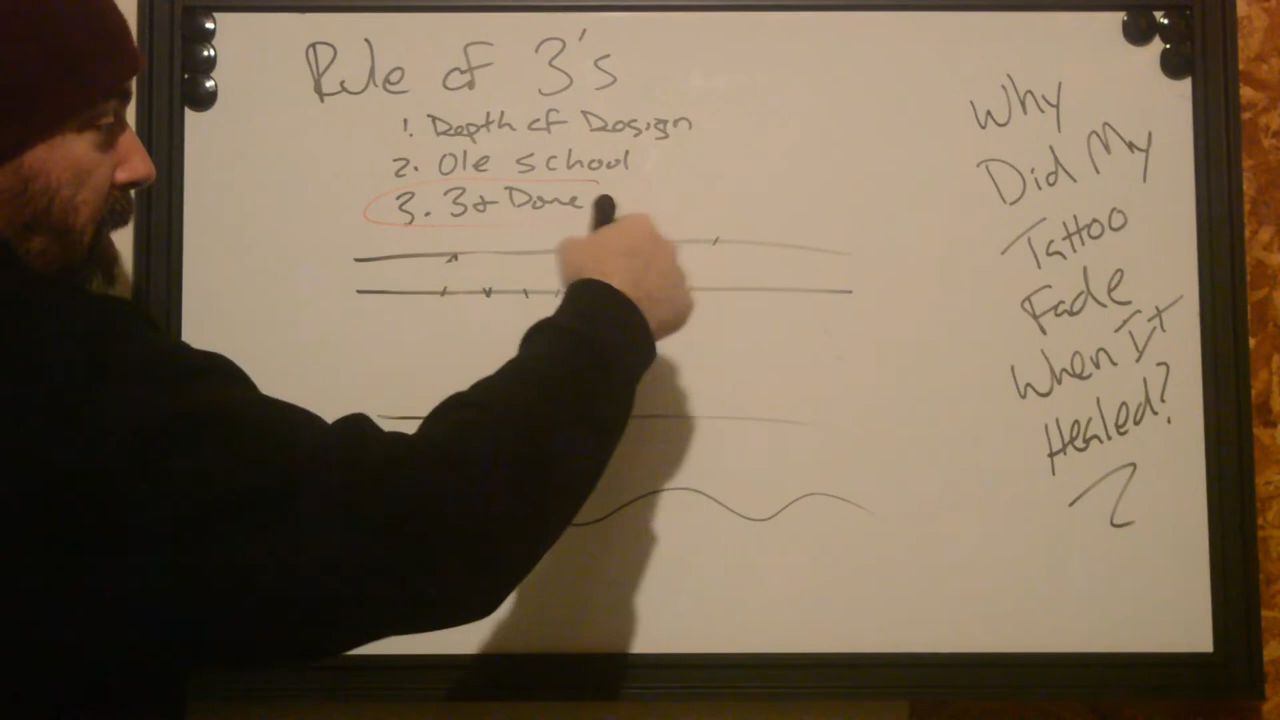 Rule of 3's
1. Depth of Design
2. Ole School
3. 3 & Done
Why
Did My
Tattoo
Fade
When It
Healed?